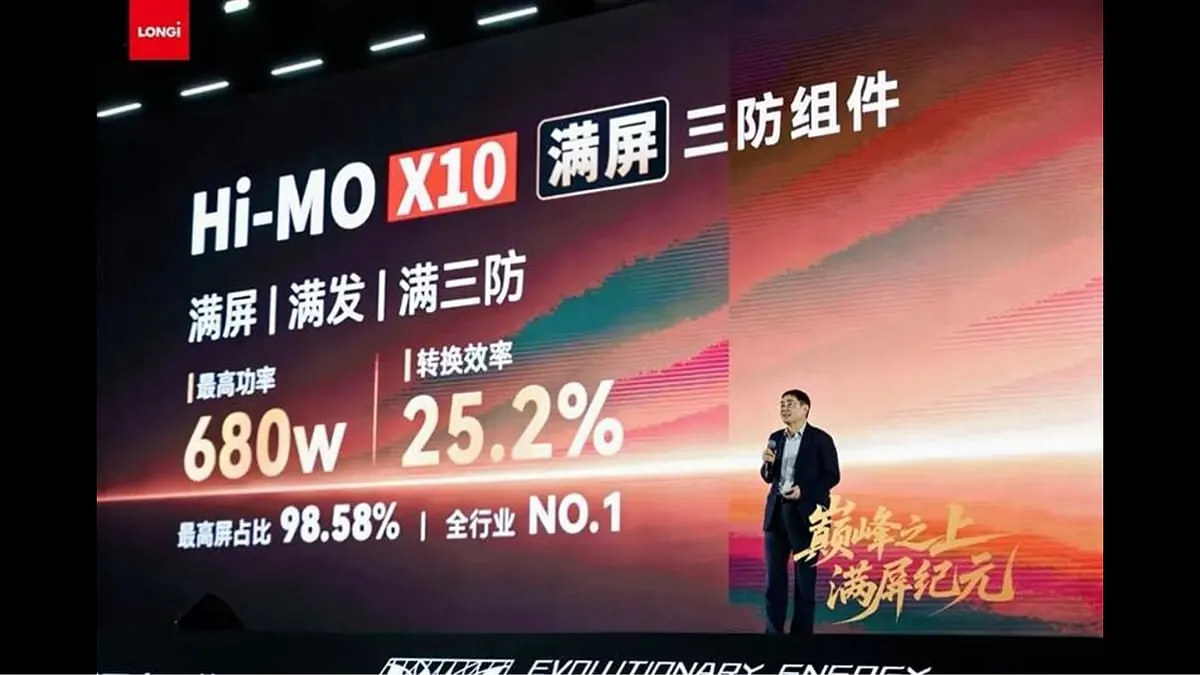 LONGi
Hi-MO X10 满屏 三防组件
满屏 | 满发 | 满三防
最高功率
680W
转换效率
25.2%
最高屏占比 98.58% | 全行业 NO.1
巅峰之上
满屏纪元
EVOLUTIONARY ENERGY